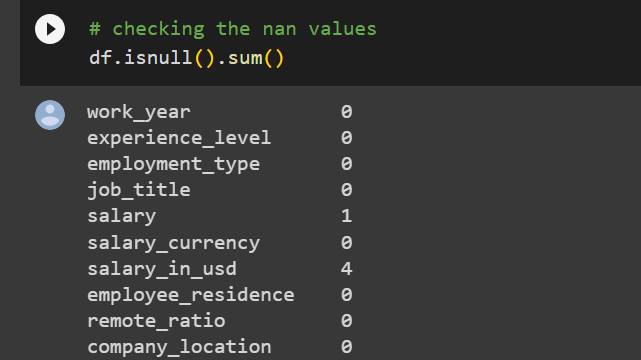 # checking the nan values
df.isnull().sum()
work_year 0
experience_level 0
employment_type 0
job_title 0
salary 1
salary_currency 0
salary_in_usd 4
employee_residence 0
remote_ratio 0
company_location 0